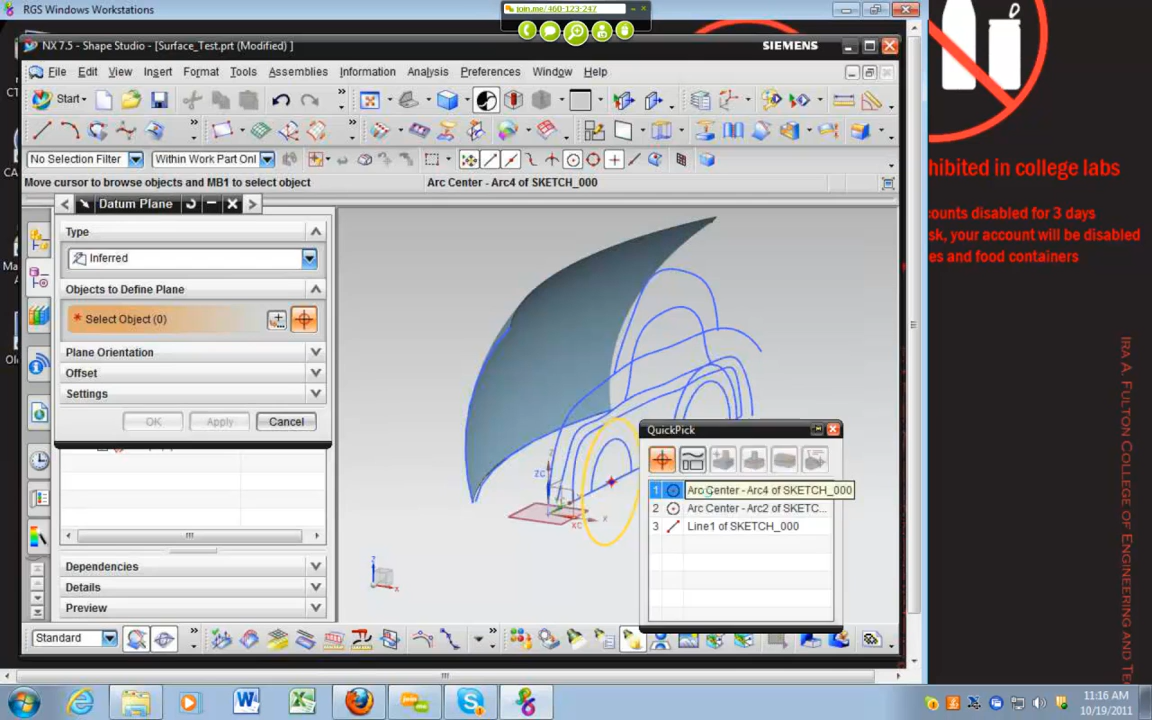 RGS Windows Workstations
join.me/460-123-247
NX 7.5 - Shape Studio - [Surface_Test.prt (Modified) ]
SIEMENS
File Edit View Insert Format Tools Assemblies Information Analysis Preferences Window Help
Start
No Selection Filter
Within Work Part Onl
Move cursor to browse objects and MB1 to select object
Arc Center - Arc4 of SKETCH_000
Datum Plane
Type
Inferred
Objects to Define Plane
* Select Object (0)
Plane Orientation
Offset
Settings
OK Apply Cancel
Dependencies
Details
Preview
ZC
Z
X
XC
Z
X
QuickPick
1 Arc Center - Arc4 of SKETCH_000
2 Arc Center - Arc2 of SKETC...
3 Line1 of SKETCH_000
Standard
hibited in college labs
counts disabled for 3 days
sk, your account will be disabled
es and food containers
IRA A. FULTON COLLEGE OF ENGINEERING AND
11:16 AM
10/19/2011